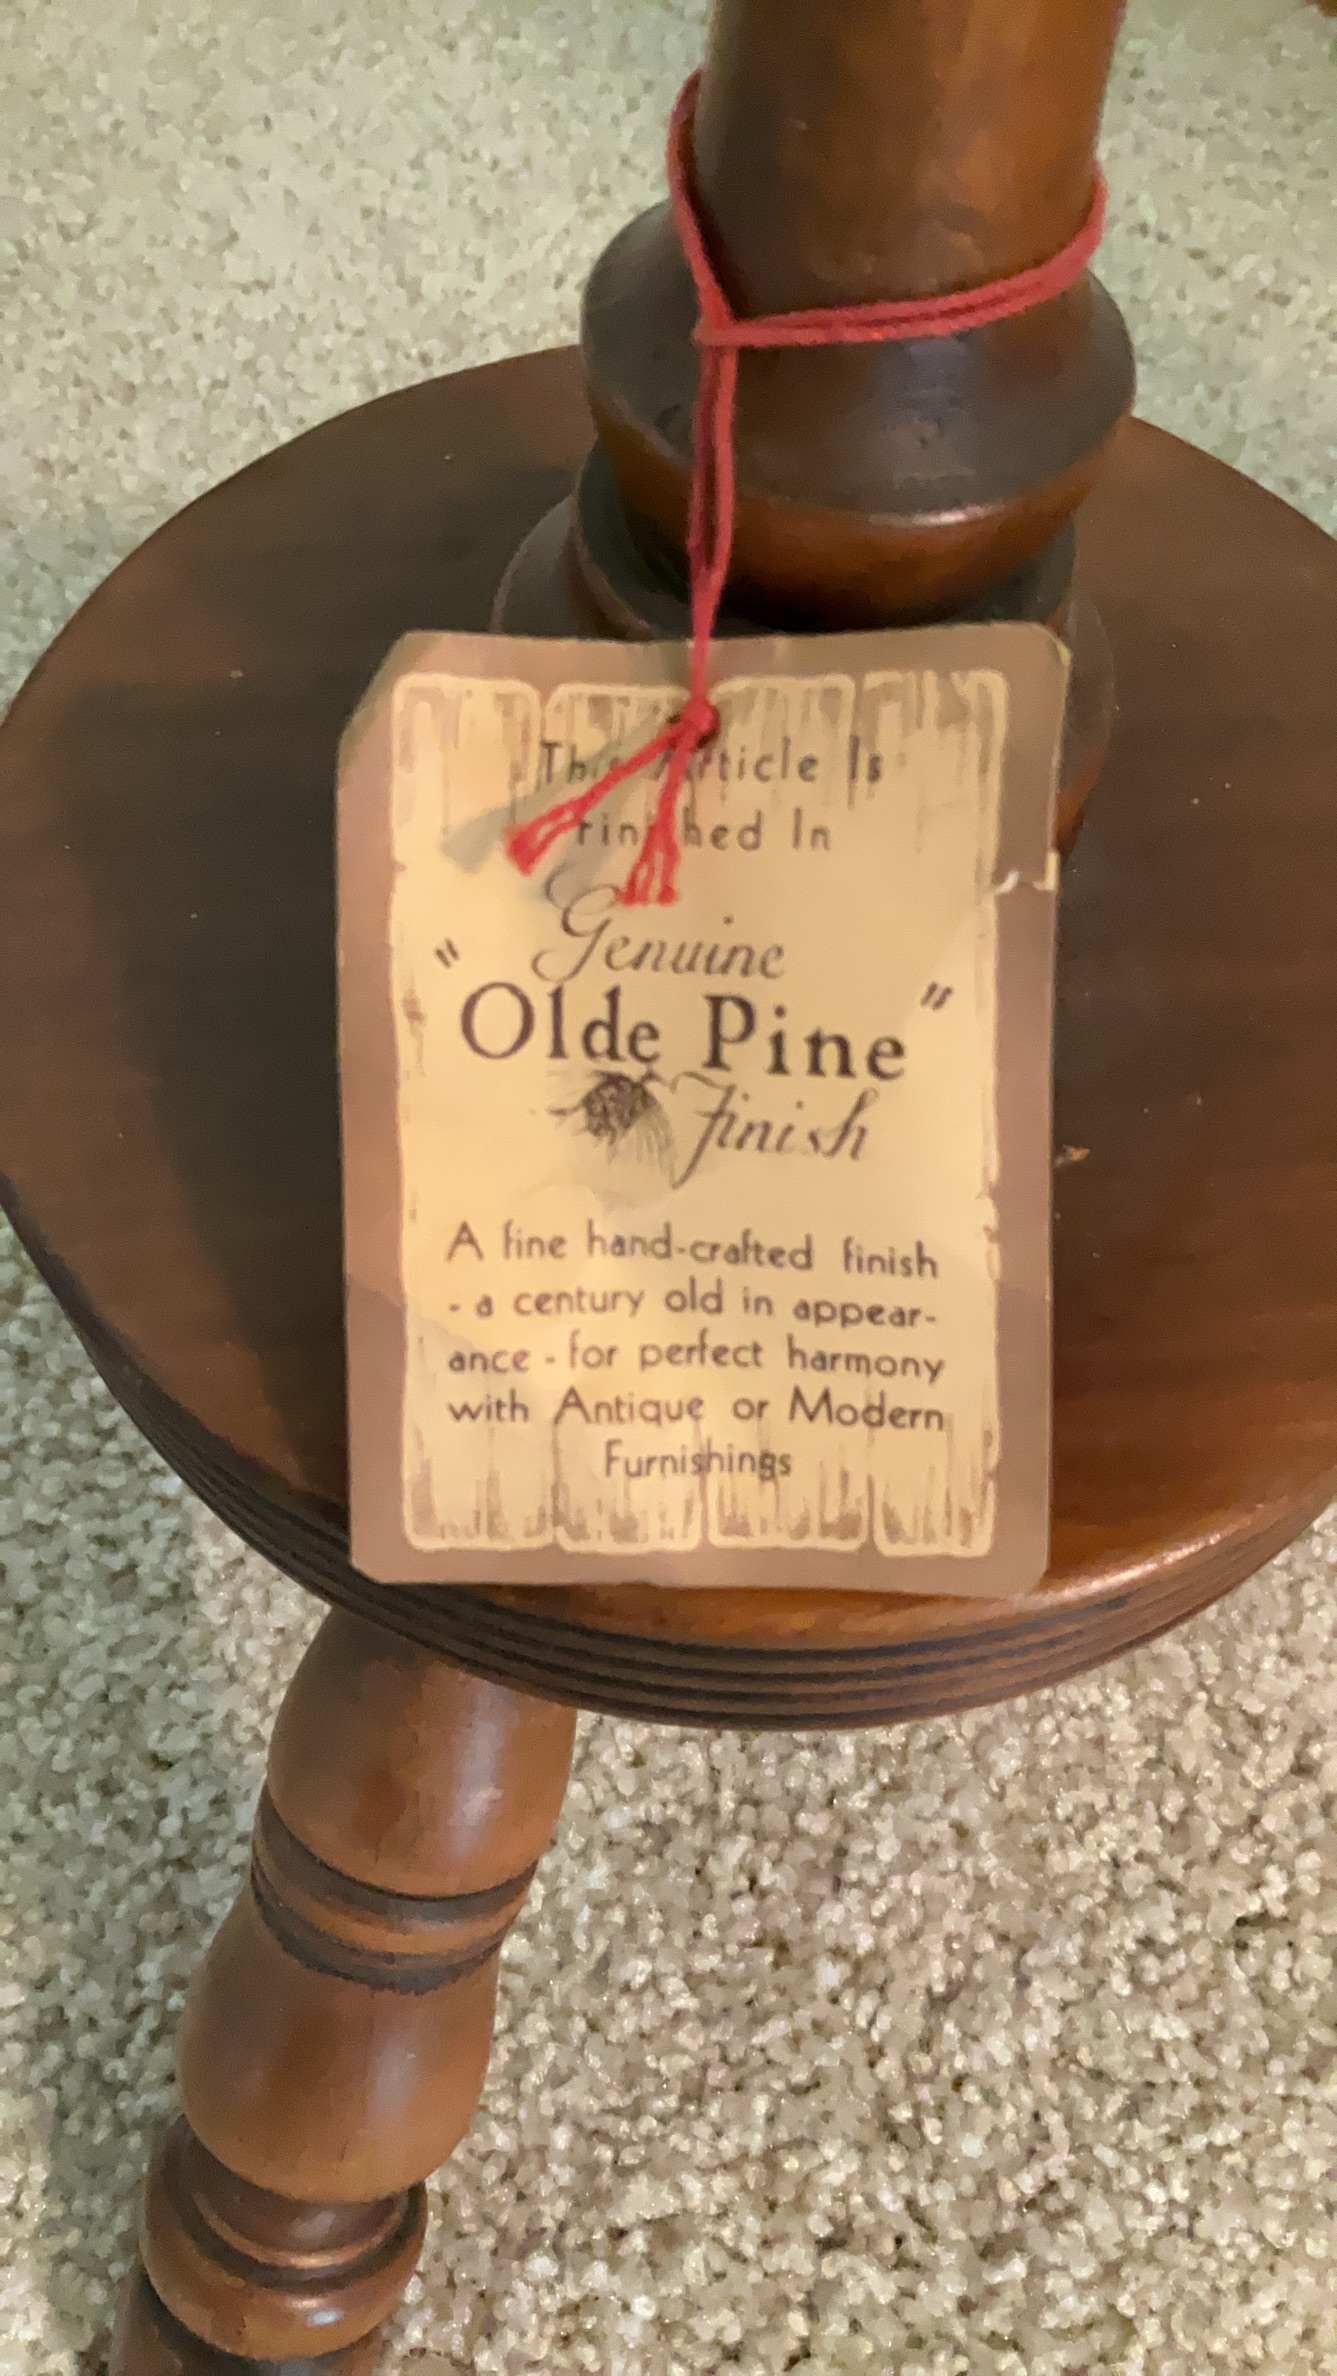 This Article Is
Finished In
Genuine
"Olde Pine"
Finish
A fine hand-crafted finish
- a century old in appear-
ance - for perfect harmony
with Antique or Modern
Furnishings